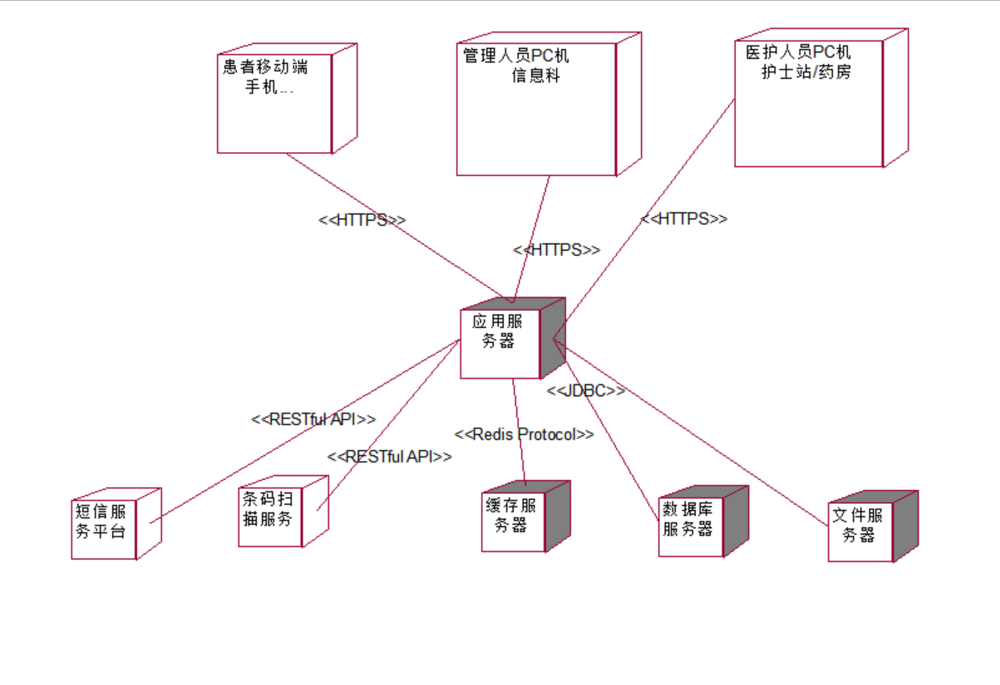 患者移动端
手机...
管理人员PC机
信息科
医护人员PC机
护士站/药房
<<HTTPS>>
<<HTTPS>>
<<HTTPS>>
应用服
务器
<<JDBC>>
<<RESTful API>>
<<Redis Protocol>>
<<RESTful API>>
短信服
务平台
条码扫
描服务
缓存服
务器
数据库
服务器
文件服
务器